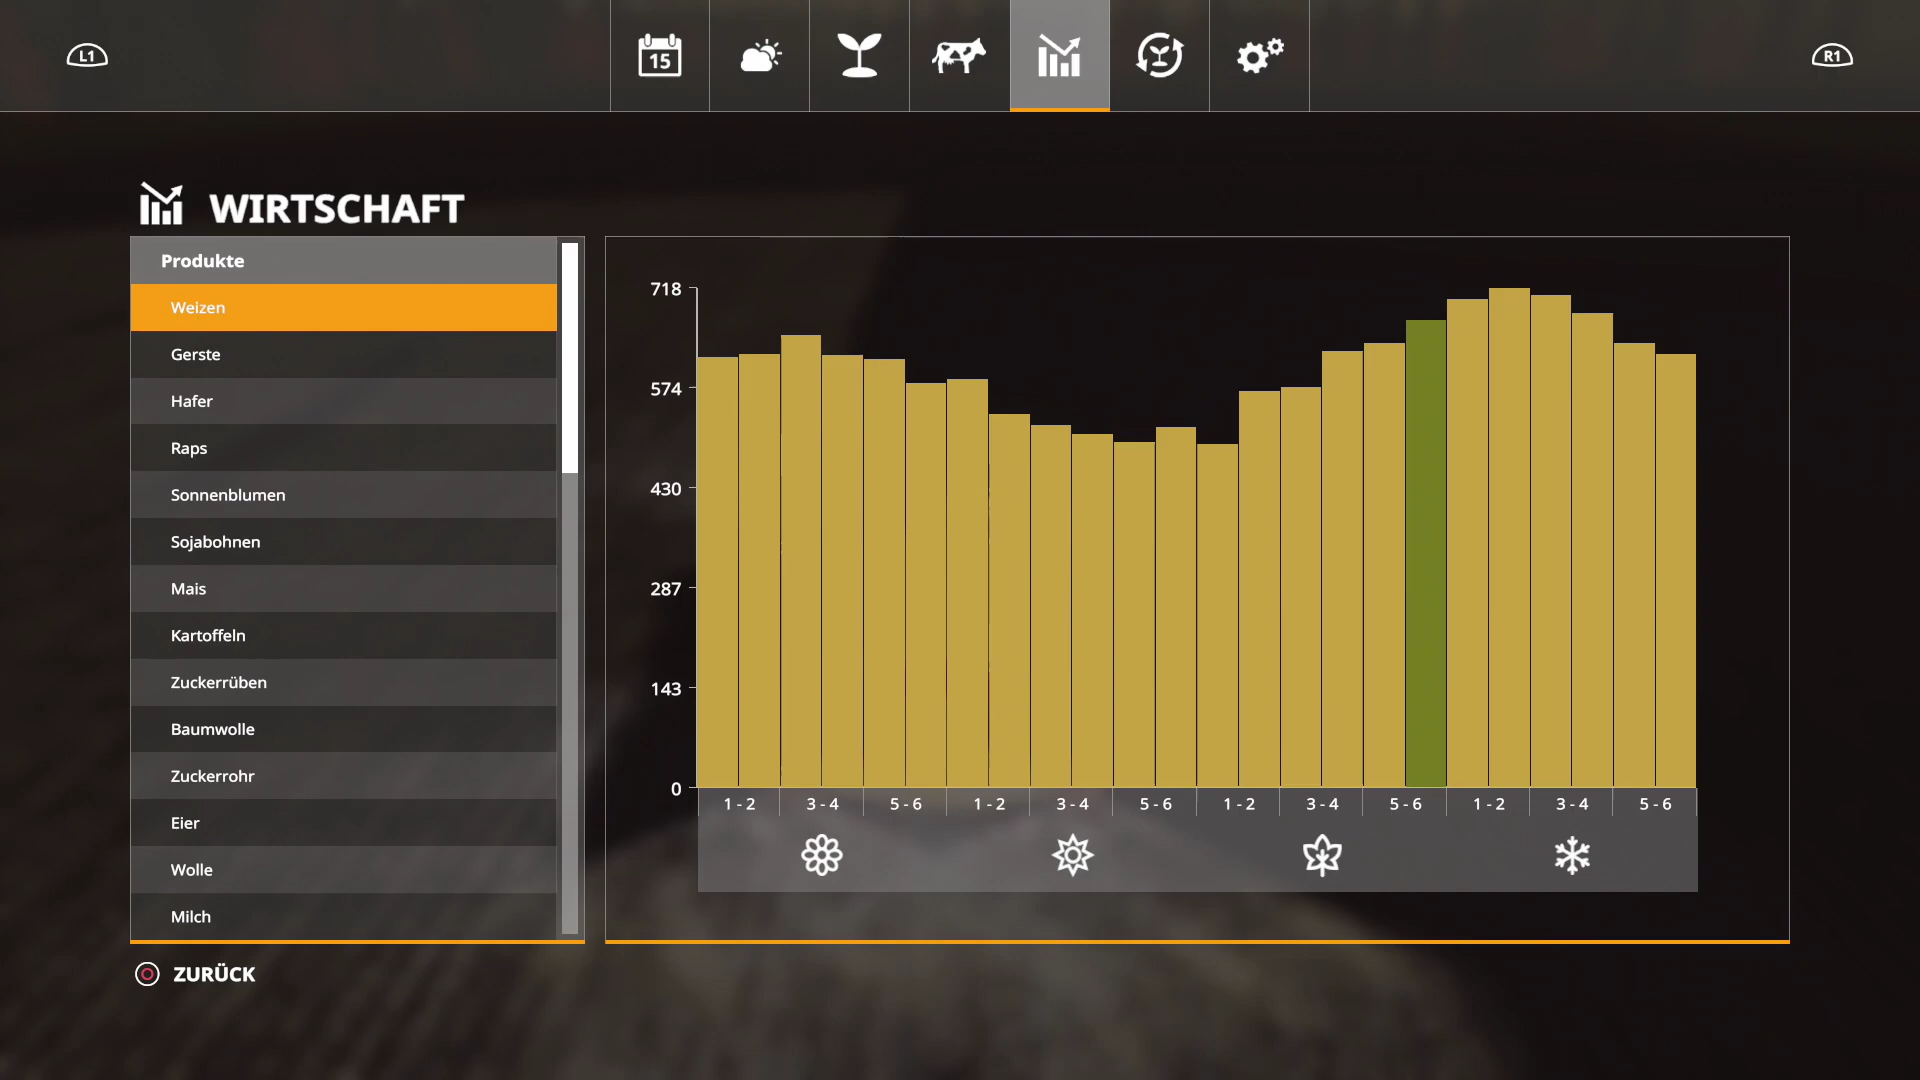 L1
15
R1
WIRTSCHAFT
Produkte
Weizen
Gerste
Hafer
Raps
Sonnenblumen
Sojabohnen
Mais
Kartoffeln
Zuckerrüben
Baumwolle
Zuckerrohr
Eier
Wolle
Milch
718
574
430
287
143
0
1 - 2 3 - 4 5 - 6 1 - 2 3 - 4 5 - 6 1 - 2 3 - 4 5 - 6 1 - 2 3 - 4 5 - 6
ZURÜCK